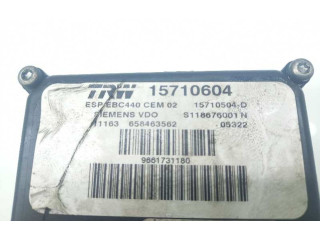 TRW 15710604
ESP/EBC440 CEM 02 15710504-D
SIEMENS VDO S118676001 N
11163 658463562 05322
9661731180